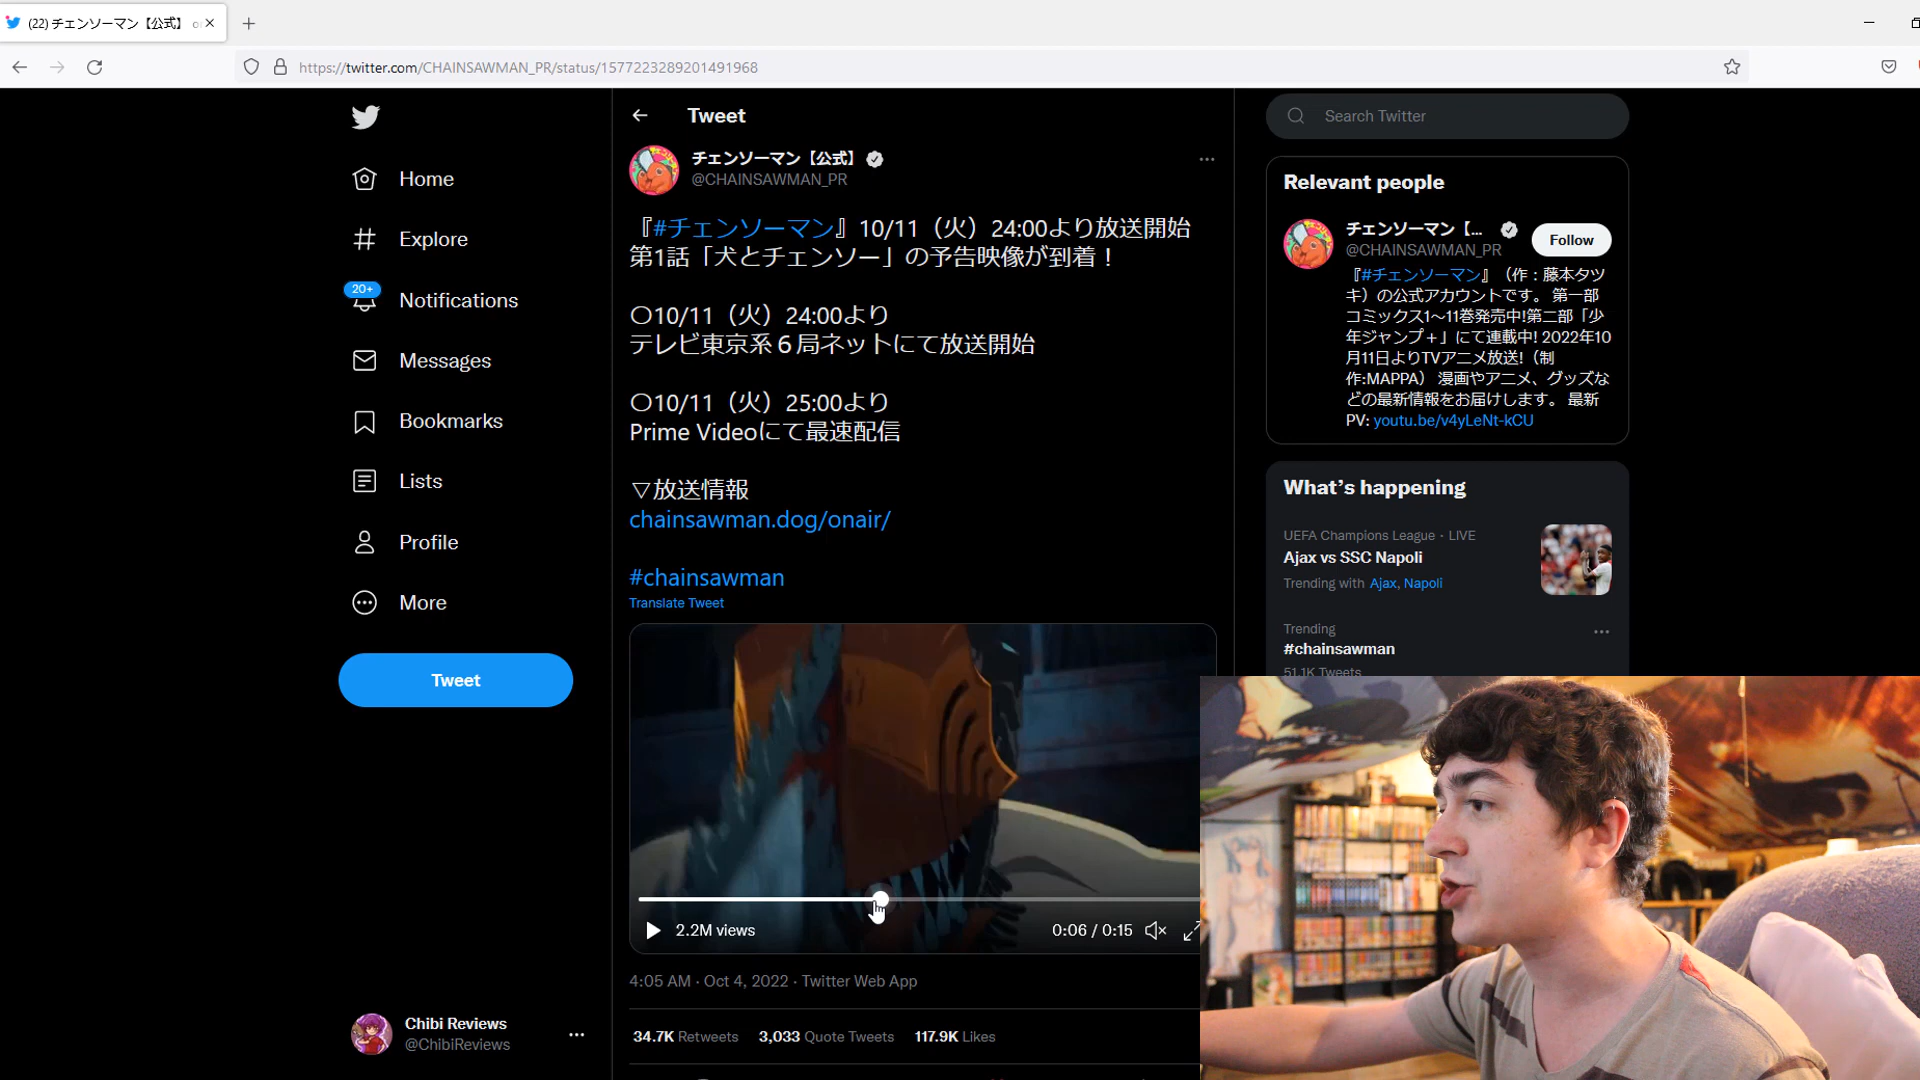 (22) チェンソーマン【公式】 o
https://twitter.com/CHAINSAWMAN_PR/status/1577223289201491968
Home
Explore
20+
Notifications
Messages
Bookmarks
Lists
Profile
More
Tweet
Chibi Reviews
@ChibiReviews
Tweet
チェンソーマン【公式】
@CHAINSAWMAN_PR
『#チェンソーマン』10/11（火）24:00より放送開始
第1話「犬とチェンソー」の予告映像が到着！
〇10/11（火）24:00より
テレビ東京系６局ネットにて放送開始
〇10/11（火）25:00より
Prime Videoにて最速配信
▽放送情報
chainsawman.dog/onair/
#chainsawman
Translate Tweet
2.2M views
0:06 / 0:15
4:05 AM · Oct 4, 2022 · Twitter Web App
34.7K Retweets 3,033 Quote Tweets 117.9K Likes
Search Twitter
Relevant people
チェンソーマン【...
@CHAINSAWMAN_PR
Follow
『#チェンソーマン』（作：藤本タツ
キ）の公式アカウントです。 第一部
コミックス1〜11巻発売中!第二部「少
年ジャンプ＋」にて連載中! 2022年10
月11日よりTVアニメ放送!（制
作:MAPPA） 漫画やアニメ、グッズな
どの最新情報をお届けします。 最新
PV: youtu.be/v4yLeNt-kCU
What's happening
UEFA Champions League · LIVE
Ajax vs SSC Napoli
Trending with Ajax, Napoli
Trending
#chainsawman
51.1K Tweets